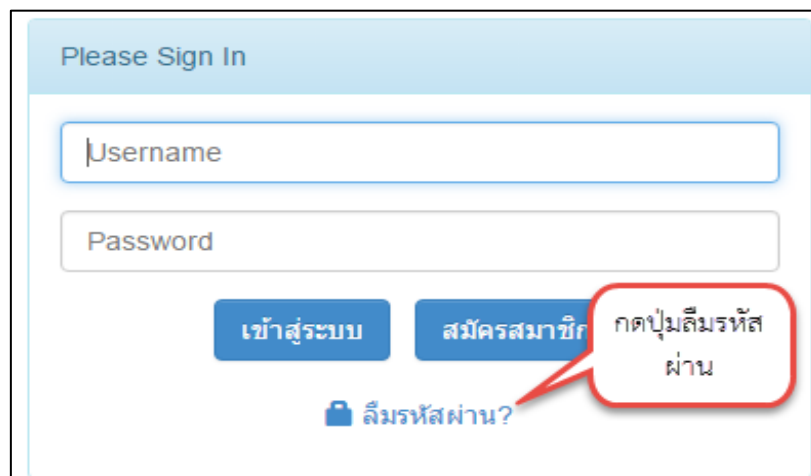 Please Sign In
Username
Password
เข้าสู่ระบบ
สมัครสมาชิก
กดปุ่มลืมรหัส
ผ่าน
ลืมรหัสผ่าน?